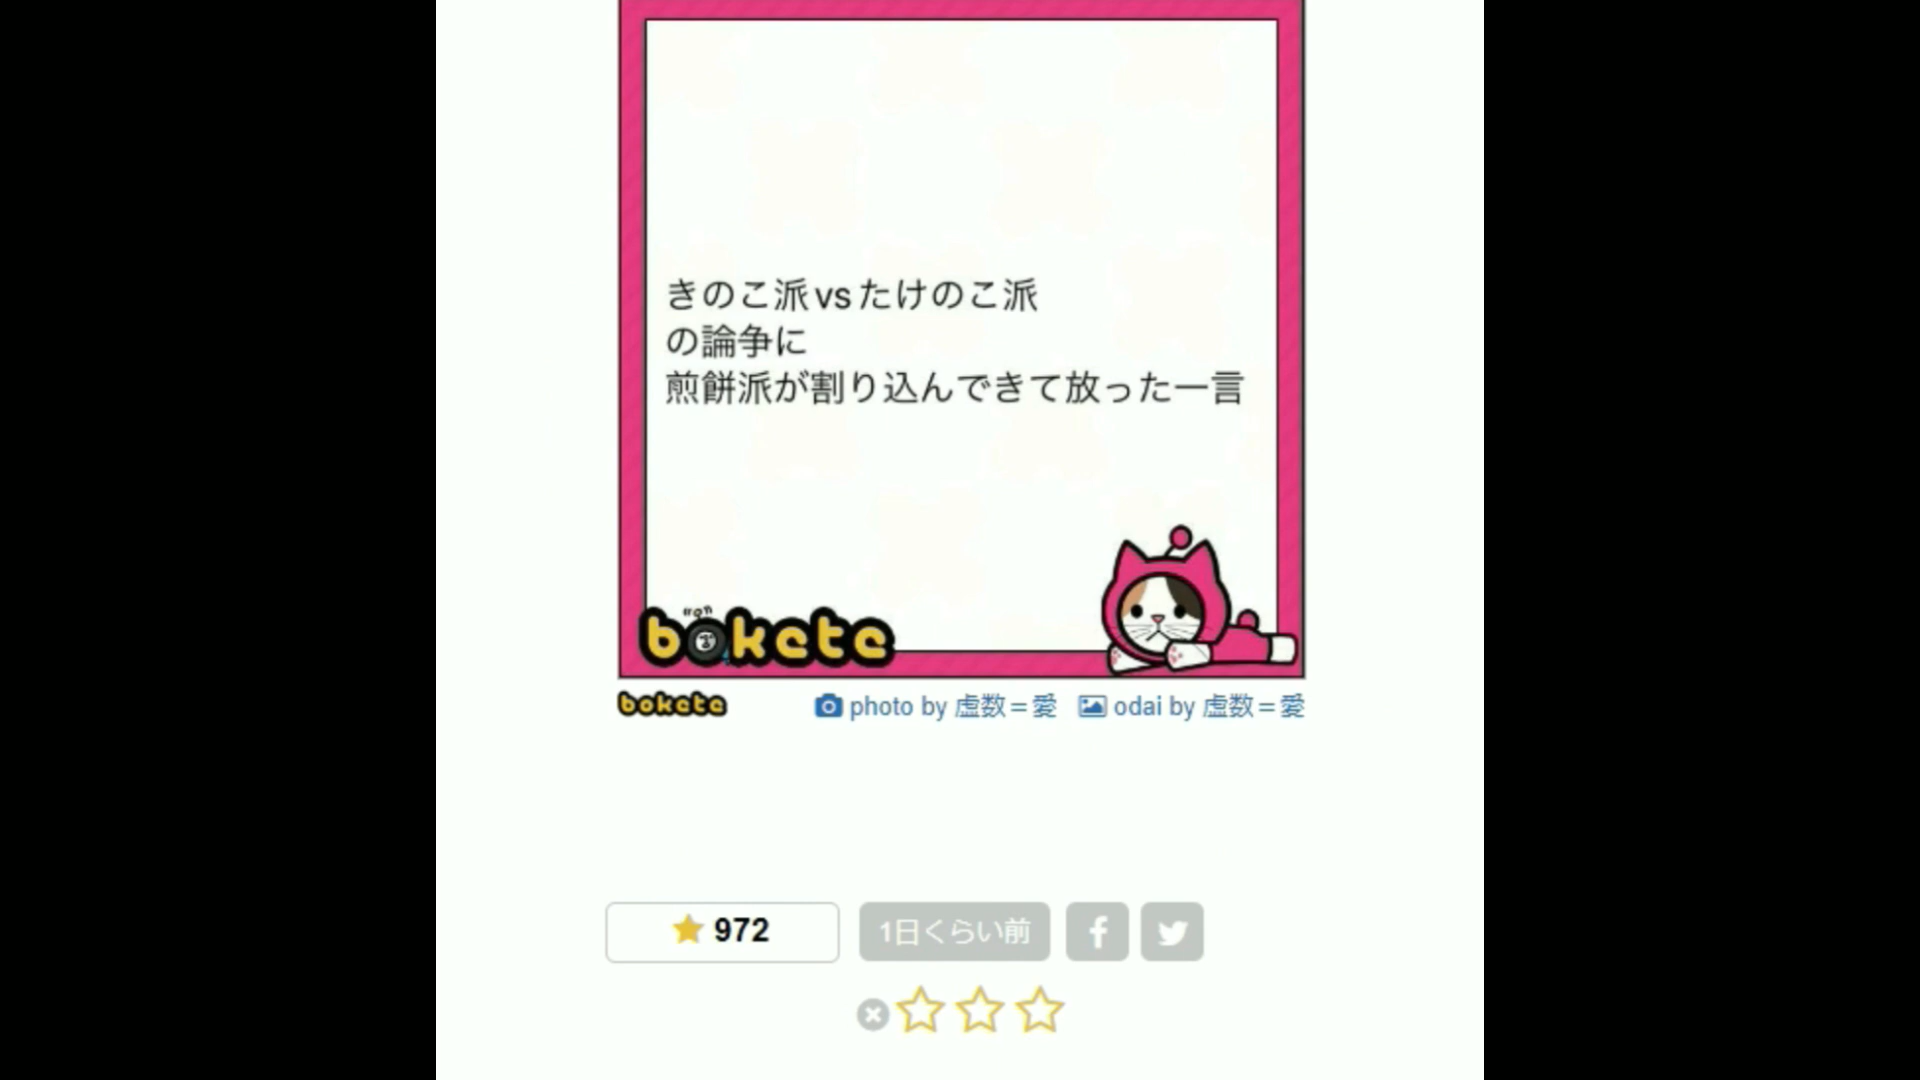 きのこ派vsたけのこ派
の論争に
煎餅派が割り込んできて放った一言
bokete
bokete photo by 虚数=愛 odai by 虚数=愛
972 1日くらい前